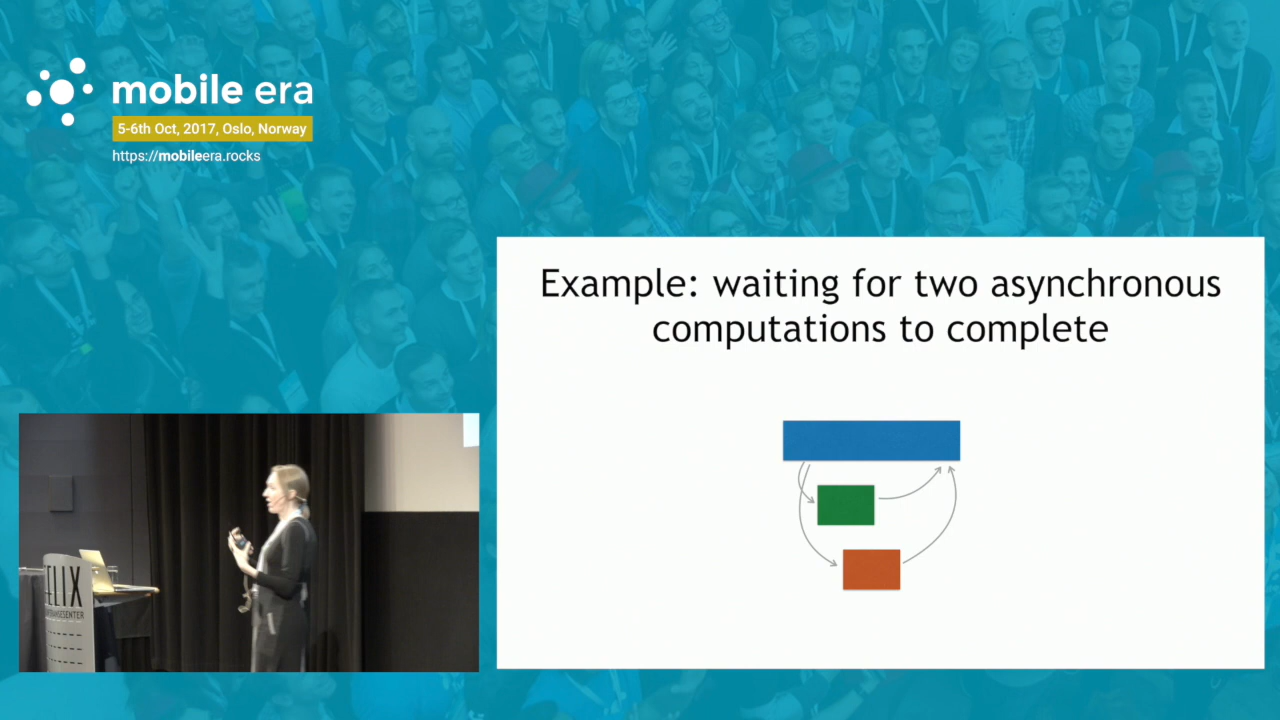 mobile era
5-6th Oct, 2017, Oslo, Norway
https://mobileera.rocks
Example: waiting for two asynchronous
computations to complete
FELIX